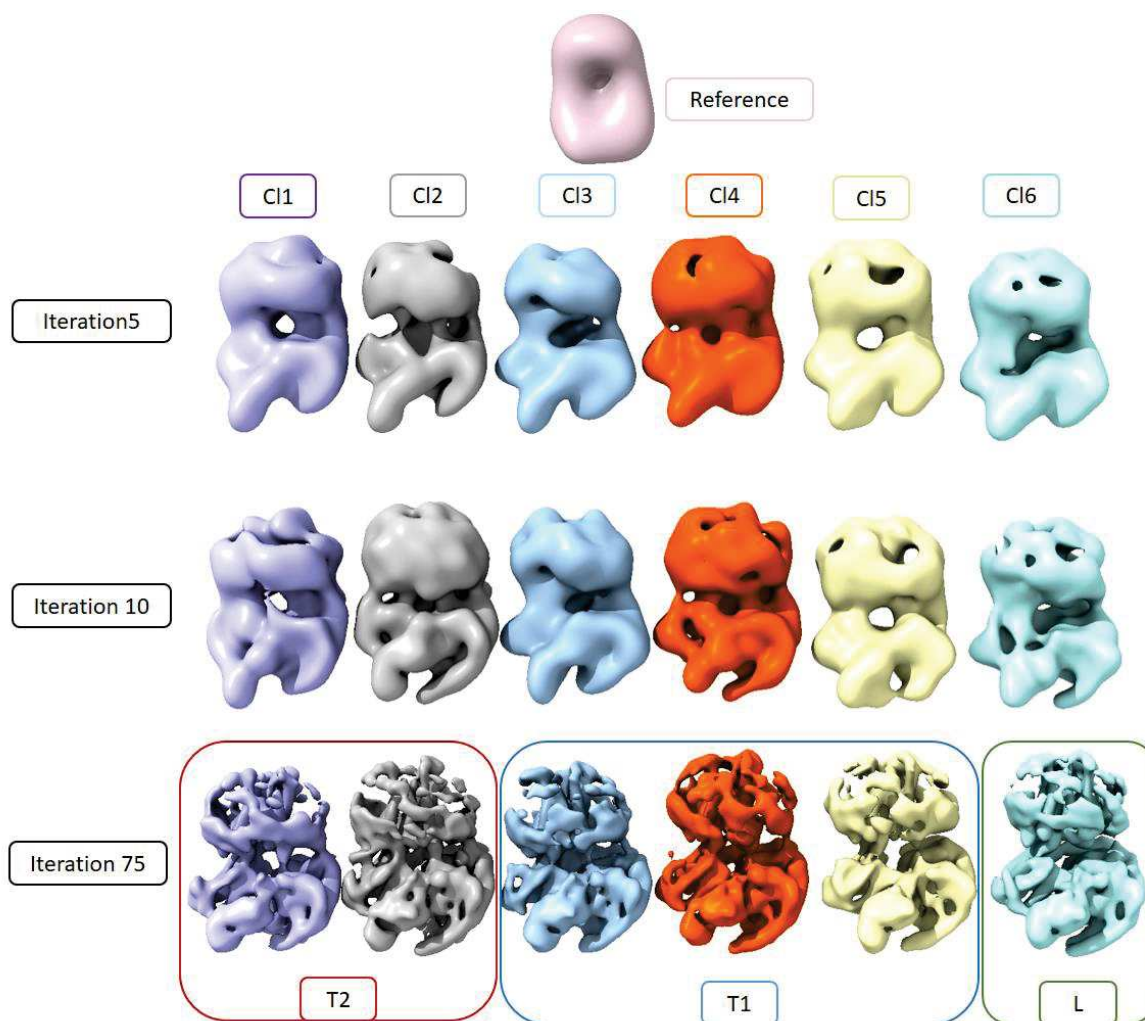 Reference
Cl1 Cl2 Cl3 Cl4 Cl5 Cl6
Iteration5
Iteration 10
Iteration 75
T2 T1 L